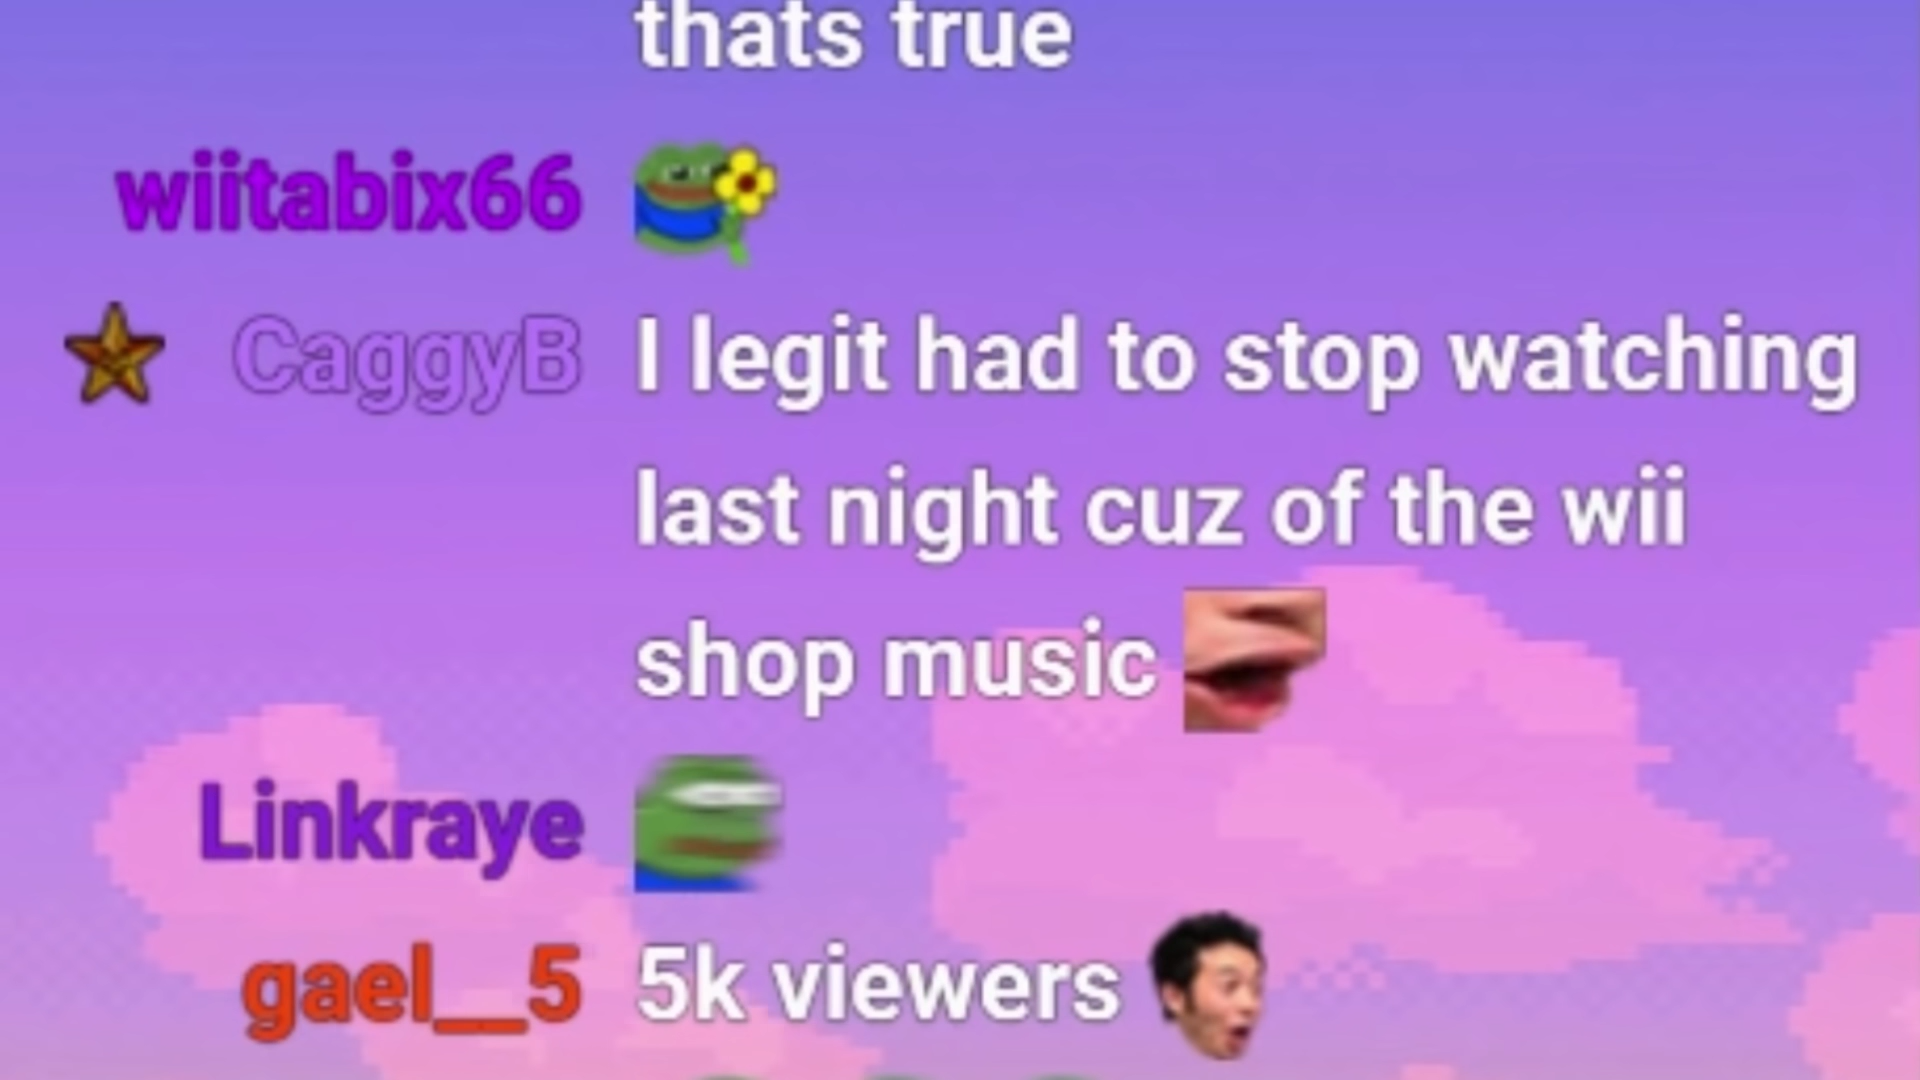 thats true
wiitabix66
CaggyB I legit had to stop watching
last night cuz of the wii
shop music
Linkraye
gael__5 5k viewers